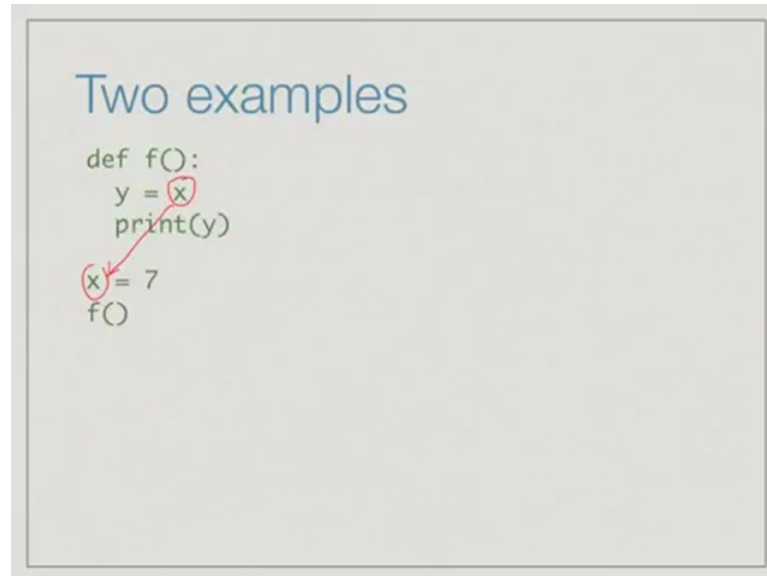 Two examples
def f():
y = x
print(y)
x = 7
f()